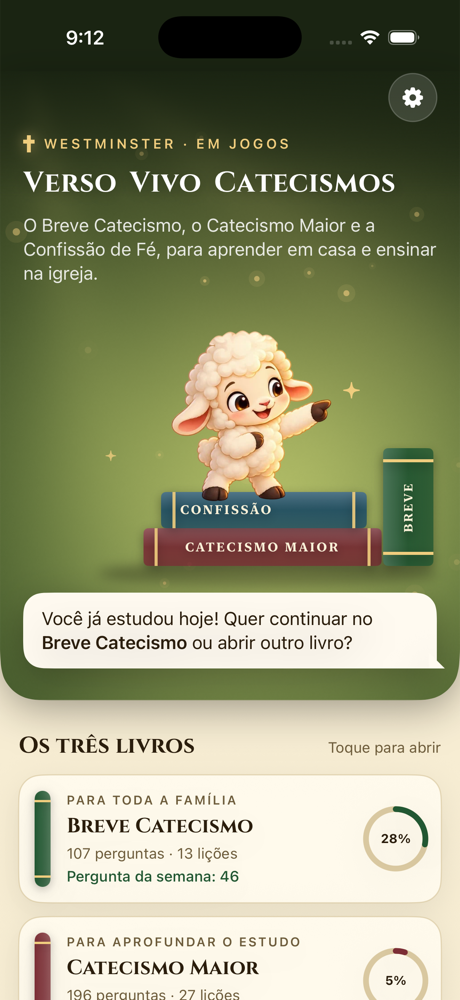 9:12
WESTMINSTER · EM JOGOS
Verso Vivo Catecismos
O Breve Catecismo, o Catecismo Maior e a
Confissão de Fé, para aprender em casa e ensinar
na igreja.
CONFISSÃO
BREVE
CATECISMO MAIOR
Você já estudou hoje! Quer continuar no
Breve Catecismo ou abrir outro livro?
Os três livros
Toque para abrir
PARA TODA A FAMÍLIA
Breve Catecismo
107 perguntas · 13 lições
Pergunta da semana: 46
28%
PARA APROFUNDAR O ESTUDO
Catecismo Maior
196 perguntas · 27 lições
5%